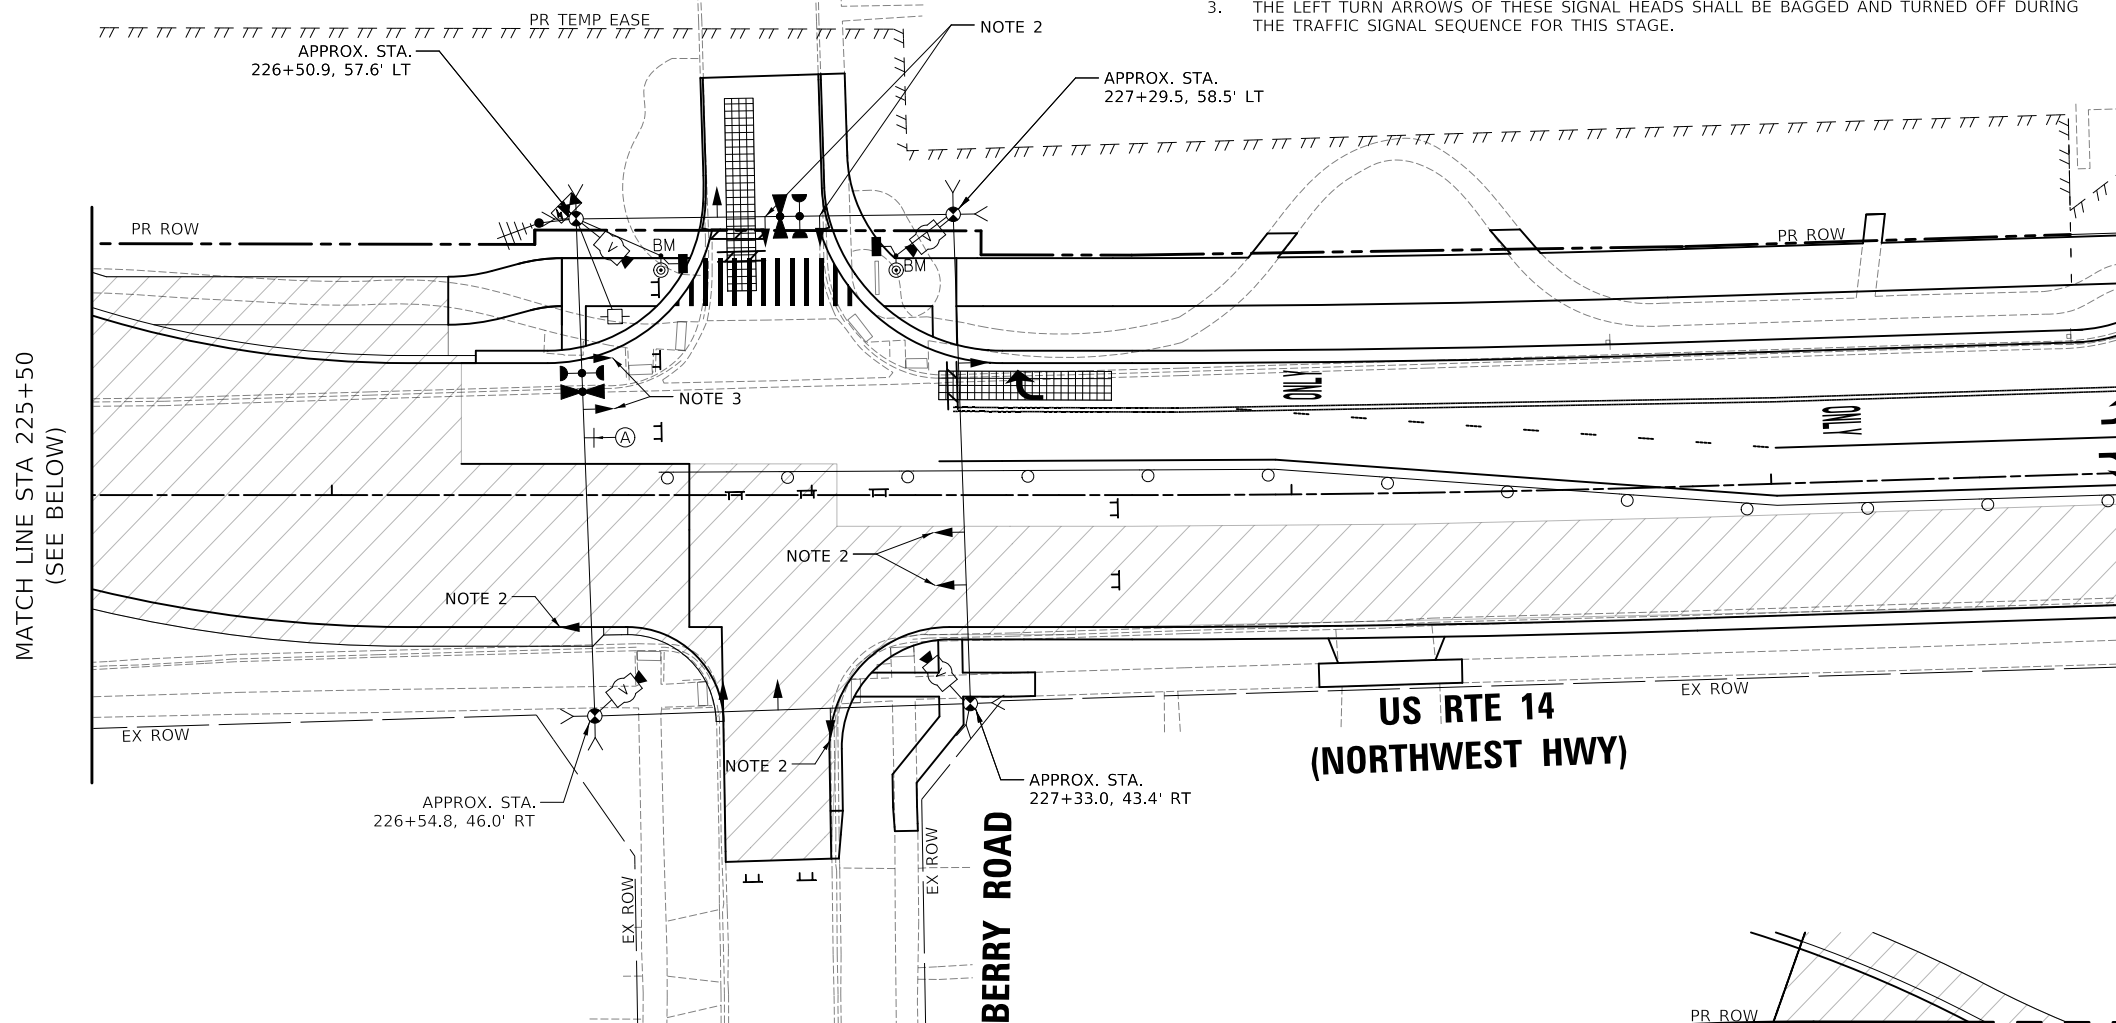 3. THE LEFT TURN ARROWS OF THESE SIGNAL HEADS SHALL BE BAGGED AND TURNED OFF DURING
THE TRAFFIC SIGNAL SEQUENCE FOR THIS STAGE.
PR TEMP EASE
NOTE 2
APPROX. STA.
226+50.9, 57.6' LT
APPROX. STA.
227+29.5, 58.5' LT
PR ROW
PR ROW
BM
BM
V
V
MATCH LINE STA 225+50
(SEE BELOW)
NOTE 3
ONLY
ONLY
A
NOTE 2
NOTE 2
V
V
EX ROW
EX ROW
US RTE 14
(NORTHWEST HWY)
NOTE 2
APPROX. STA.
226+54.8, 46.0' RT
APPROX. STA.
227+33.0, 43.4' RT
EX ROW
EX ROW
BERRY ROAD
PR ROW